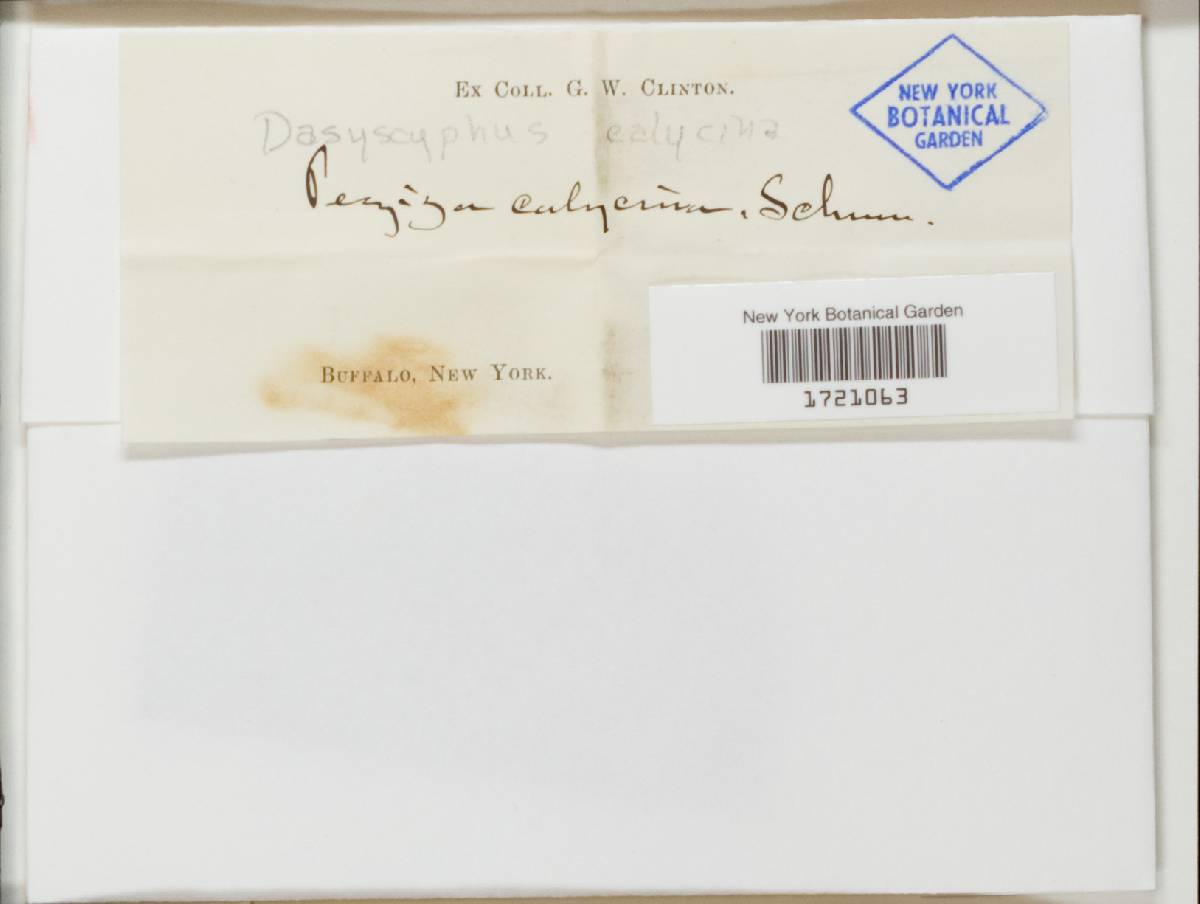 Ex Coll. G. W. Clinton.
Dasyscyphus calycina
Peziza calycina, Schum.
NEW YORK
BOTANICAL
GARDEN
Buffalo, New York.
New York Botanical Garden
1721063